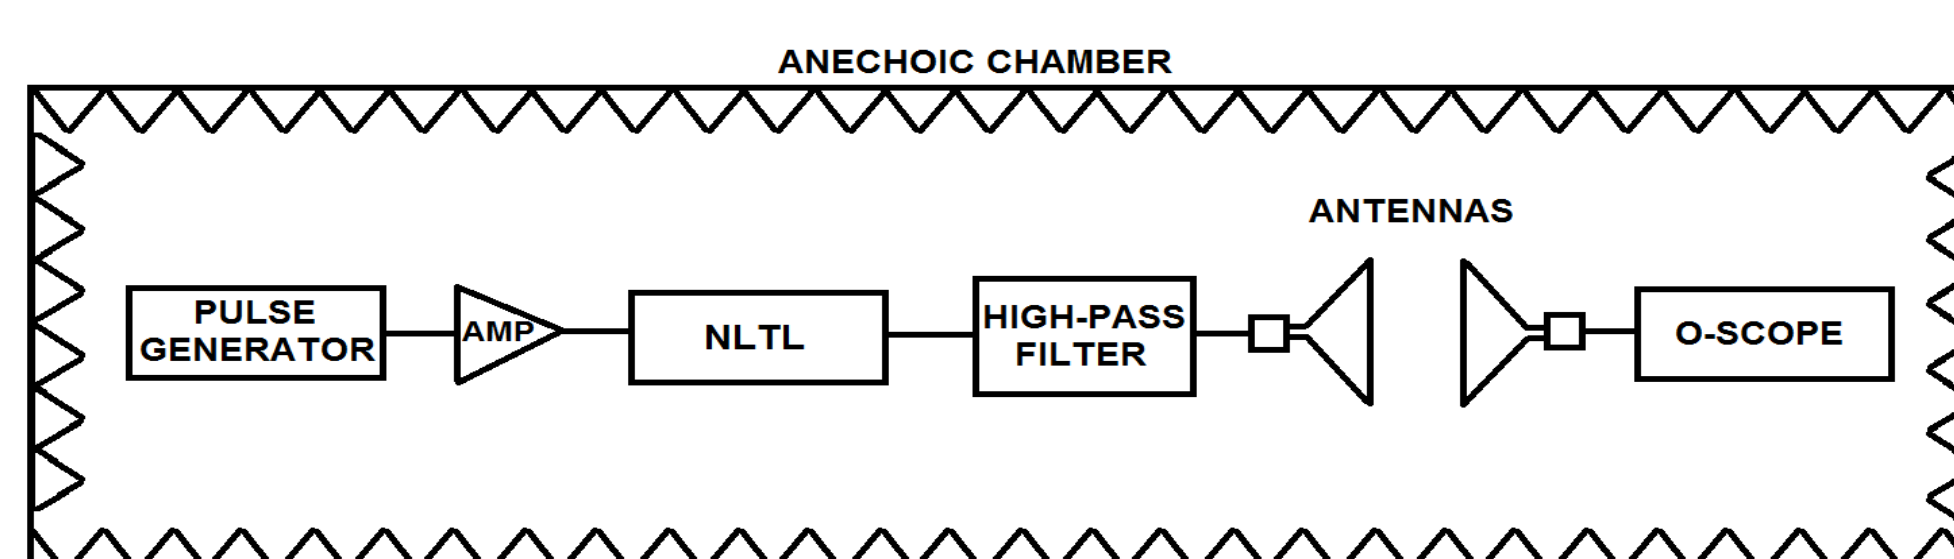 ANECHOIC CHAMBER
ANTENNAS
PULSE
GENERATOR
AMP
NLTL
HIGH-PASS
FILTER
O-SCOPE